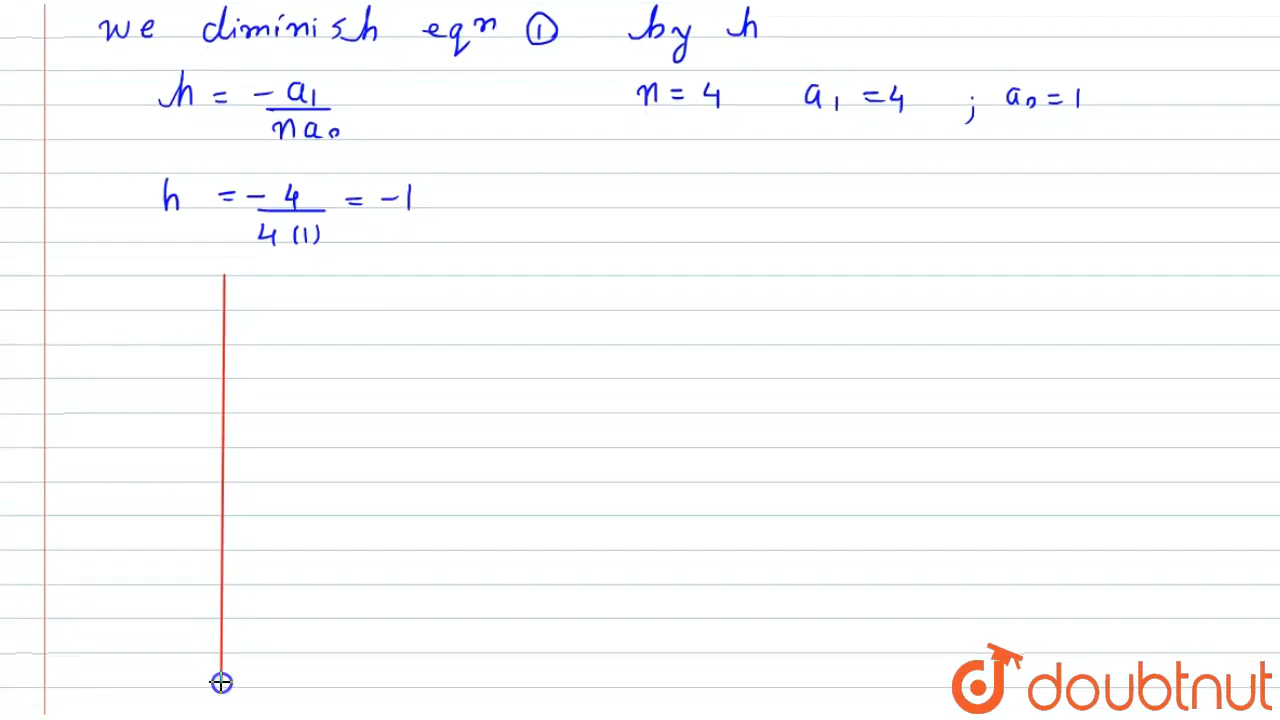 we diminish eqn ① by h
h = -a₁/na₀ n = 4 a₁ = 4 ; a₀ = 1
h = -4/4(1) = -1
doubtnut